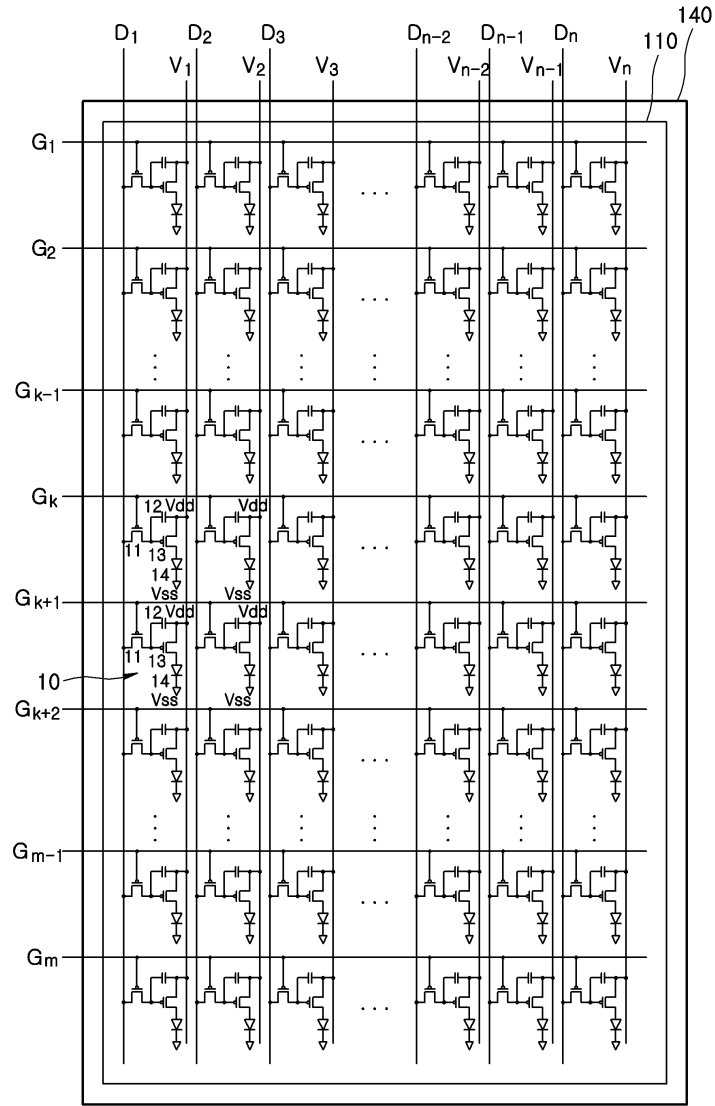 140
110
D1 D2 D3 Dn-2 Dn-1 Dn
V1 V2 V3 Vn-2 Vn-1 Vn
G1
G2
Gk-1
Gk
12 Vdd Vdd
11 13
14
Vss Vss
Gk+1
12 Vdd Vdd
11 13
10 14
Vss Vss
Gk+2
Gm-1
Gm